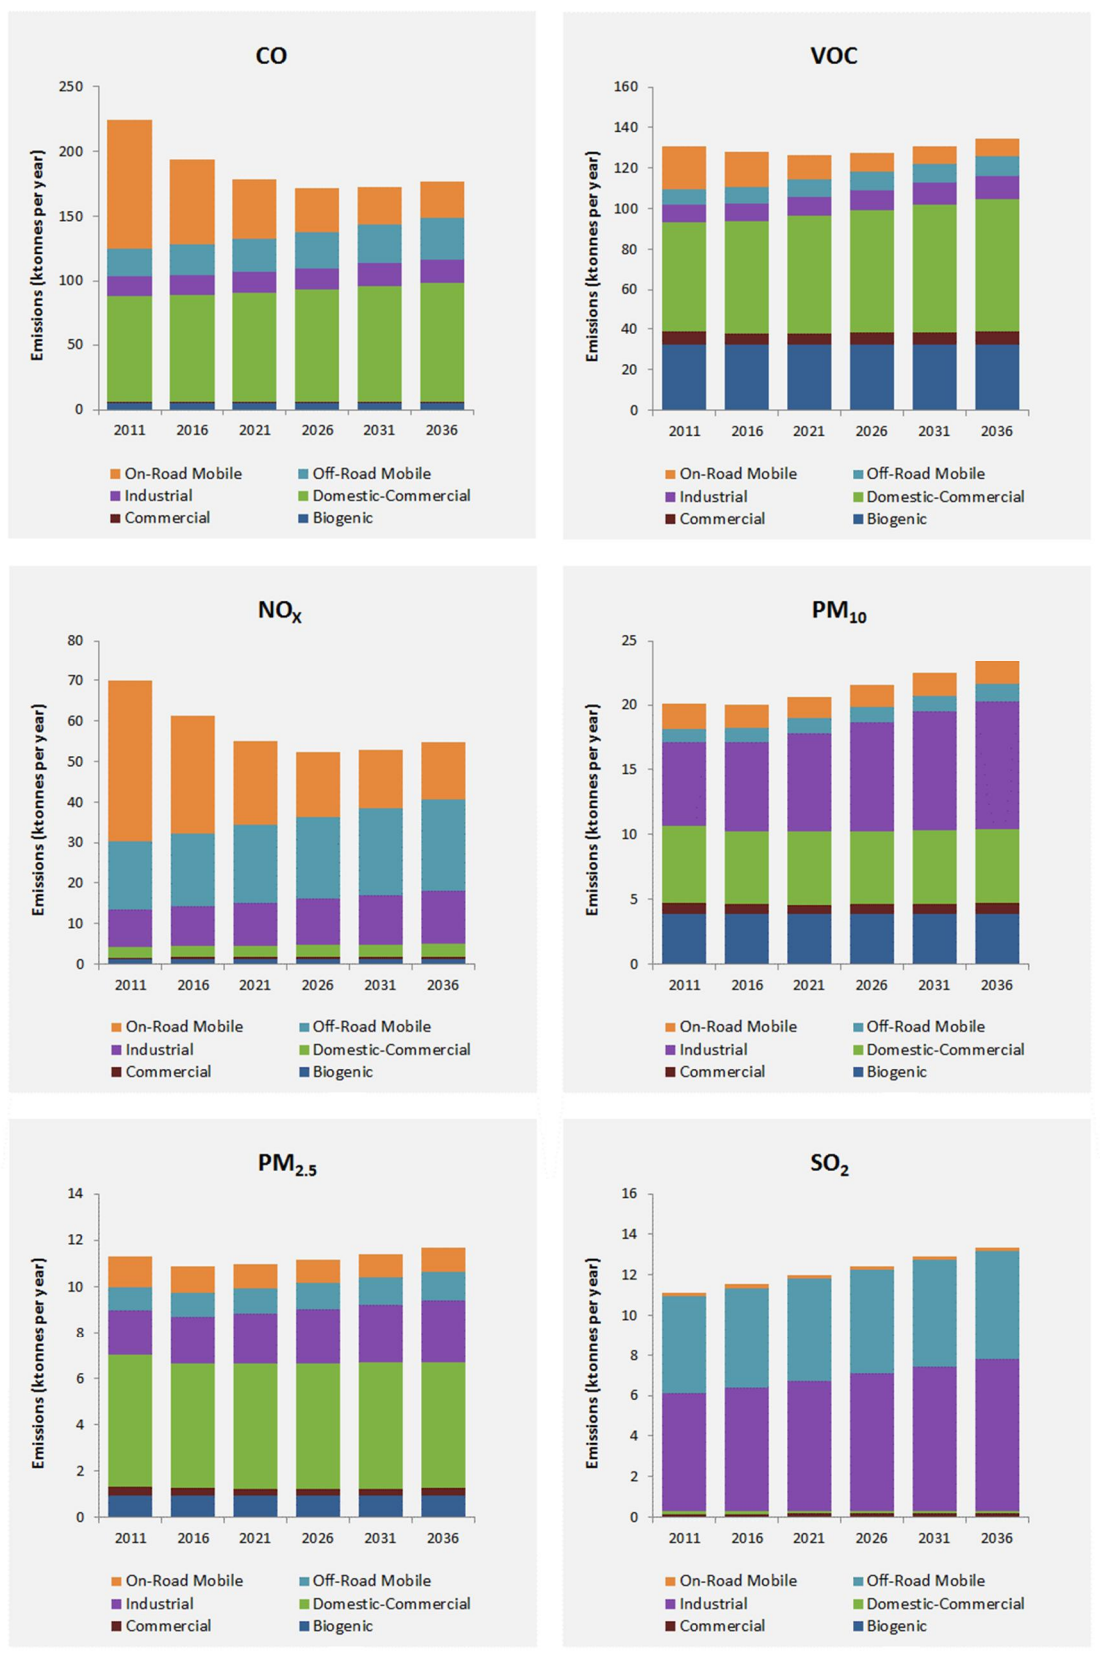 CO
Emissions (ktonnes per year)
250
200
150
100
50
0
2011 2016 2021 2026 2031 2036
On-Road Mobile Off-Road Mobile
Industrial Domestic-Commercial
Commercial Biogenic
VOC
Emissions (ktonnes per year)
160
140
120
100
80
60
40
20
0
2011 2016 2021 2026 2031 2036
On-Road Mobile Off-Road Mobile
Industrial Domestic-Commercial
Commercial Biogenic
NOX
Emissions (ktonnes per year)
80
70
60
50
40
30
20
10
0
2011 2016 2021 2026 2031 2036
On-Road Mobile Off-Road Mobile
Industrial Domestic-Commercial
Commercial Biogenic
PM10
Emissions (ktonnes per year)
25
20
15
10
5
0
2011 2016 2021 2026 2031 2036
On-Road Mobile Off-Road Mobile
Industrial Domestic-Commercial
Commercial Biogenic
PM2.5
Emissions (ktonnes per year)
14
12
10
8
6
4
2
0
2011 2016 2021 2026 2031 2036
On-Road Mobile Off-Road Mobile
Industrial Domestic-Commercial
Commercial Biogenic
SO2
Emissions (ktonnes per year)
16
14
12
10
8
6
4
2
0
2011 2016 2021 2026 2031 2036
On-Road Mobile Off-Road Mobile
Industrial Domestic-Commercial
Commercial Biogenic